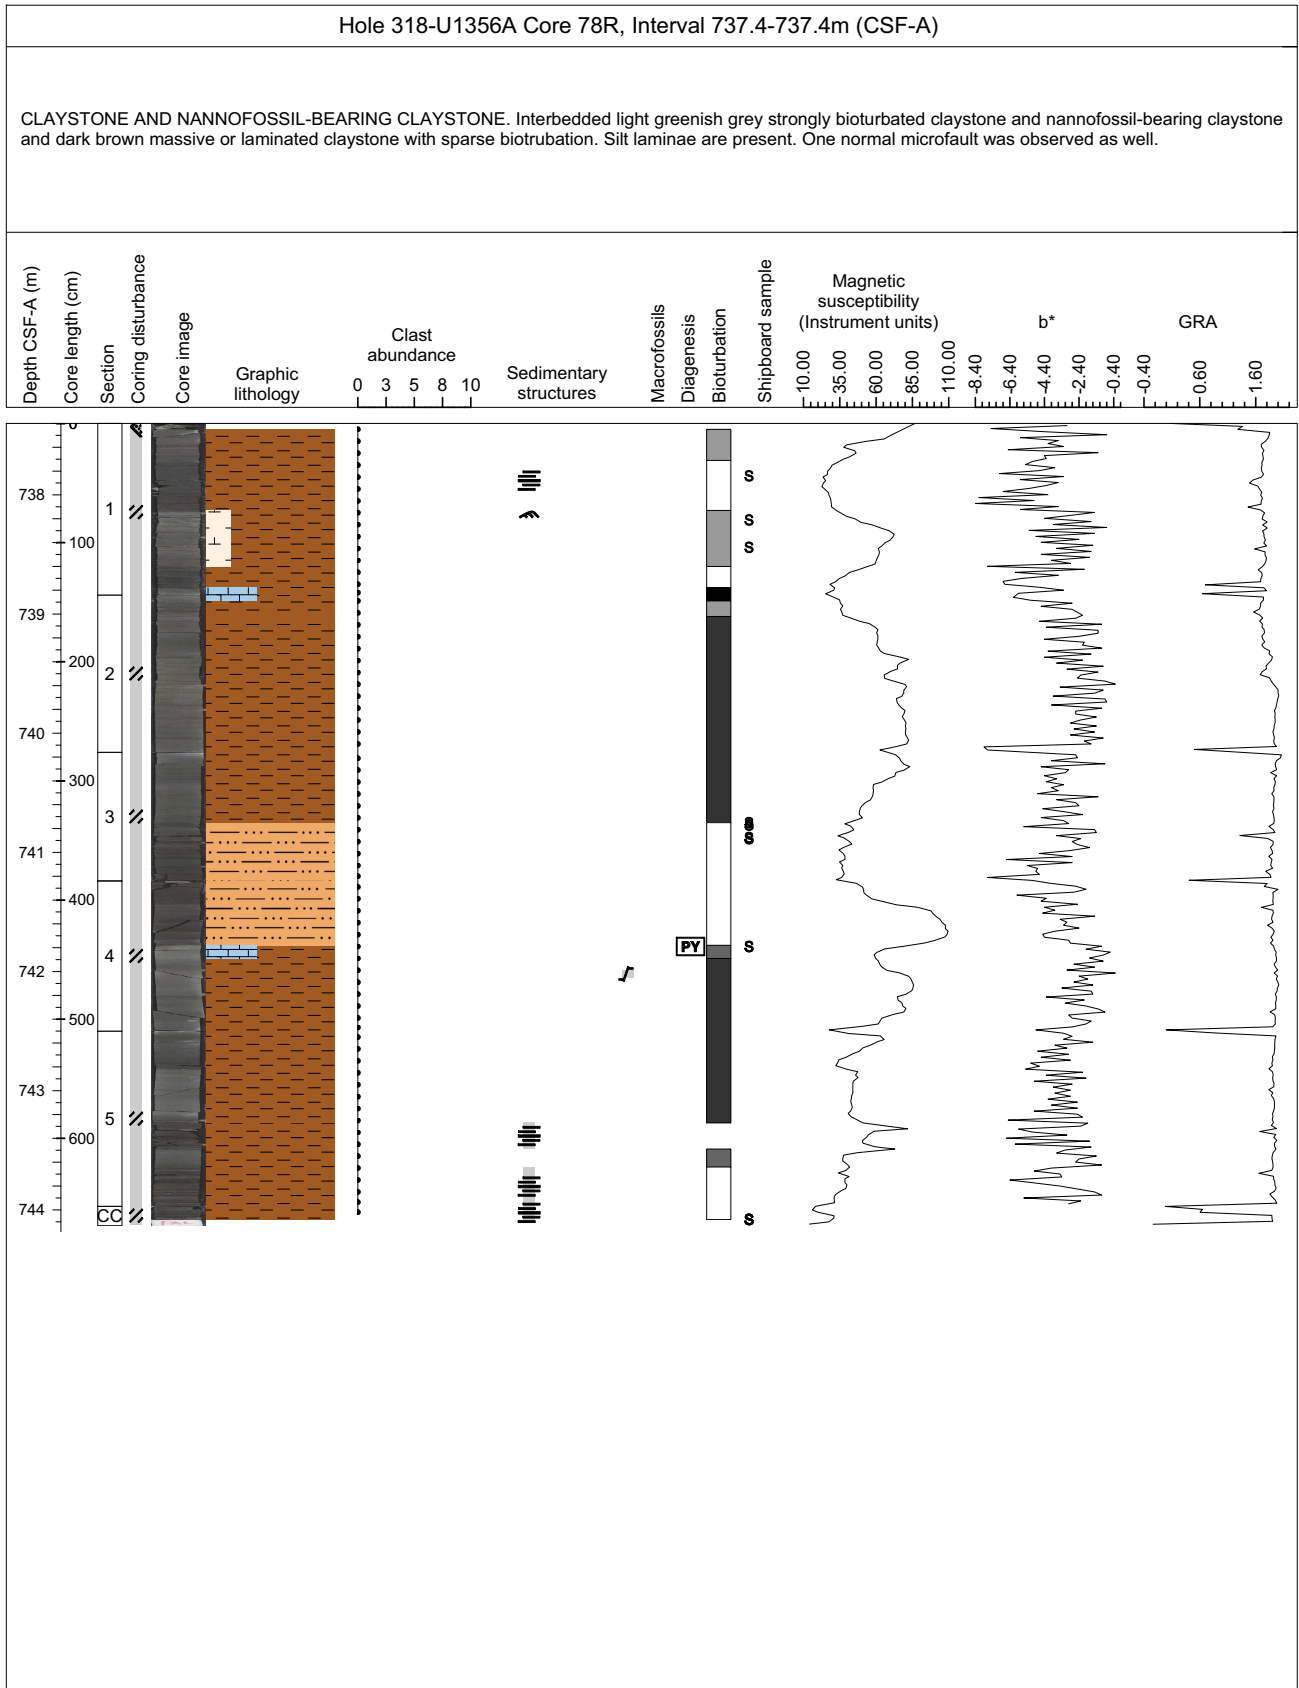 Hole 318-U1356A Core 78R, Interval 737.4-737.4m (CSF-A)
CLAYSTONE AND NANNOFOSSIL-BEARING CLAYSTONE. Interbedded light greenish grey strongly bioturbated claystone and nannofossil-bearing claystone
and dark brown massive or laminated claystone with sparse biotrubation. Silt laminae are present. One normal microfault was observed as well.
Depth CSF-A (m)
Core length (cm)
Section
Coring disturbance
Core image
Graphic
lithology
Clast
abundance
0 3 5 8 10
Sedimentary
structures
Macrofossils
Diagenesis
Bioturbation
Shipboard sample
Magnetic
susceptibility
(Instrument units)
10.00 35.00 60.00 85.00 110.00
b*
-8.40 -6.40 -4.40 -2.40 -0.40
GRA
-0.40 0.60 1.60
0
738
S
1
S
100
S
739
200
2
740
300
3
S
S
741
S
400
PY
S
4
742
500
743
5
600
744
CC
S